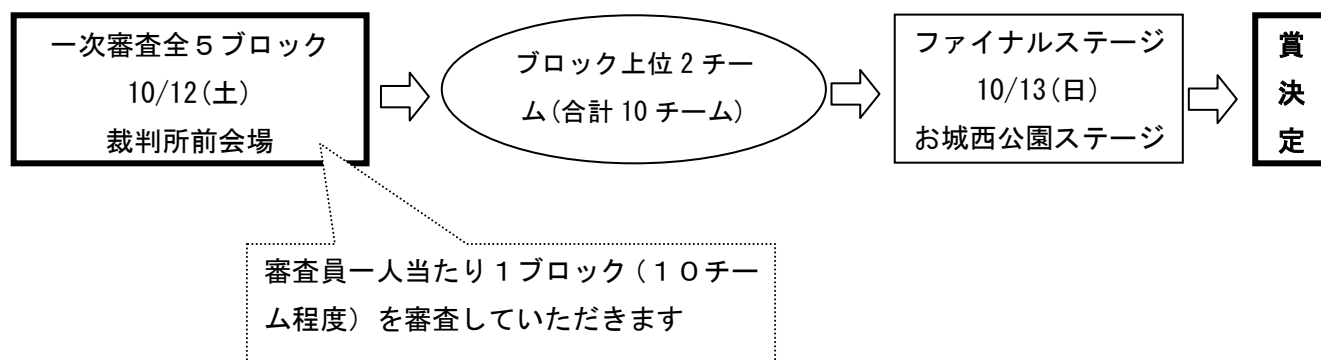 一次審査全５ブロック
10/12(土)
裁判所前会場
ブロック上位 2 チー
ム(合計 10 チーム)
ファイナルステージ
10/13(日)
お城西公園ステージ
賞
決
定
審査員一人当たり１ブロック（１０チー
ム程度）を審査していただきます